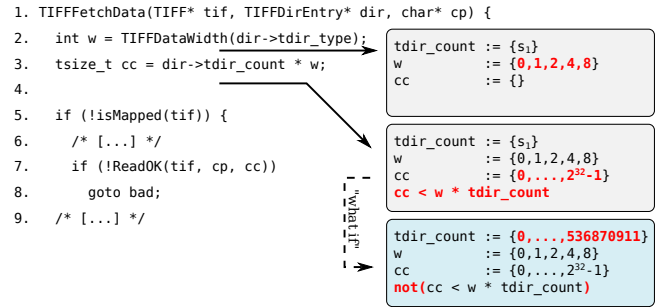 1. TIFFFetchData(TIFF* tif, TIFFDirEntry* dir, char* cp) {
2. int w = TIFFDataWidth(dir->tdir_type);
3. tsize_t cc = dir->tdir_count * w;
4.
5. if (!isMapped(tif)) {
6. /* [...] */
7. if (!ReadOK(tif, cp, cc))
8. goto bad;
9. /* [...] */
tdir_count := {s₁}
w := {0,1,2,4,8}
cc := {}
tdir_count := {s₁}
w := {0,1,2,4,8}
cc := {0,...,2³²-1}
cc < w * tdir_count
"what if"
tdir_count := {0,...,536870911}
w := {0,1,2,4,8}
cc := {0,...,2³²-1}
not(cc < w * tdir_count)